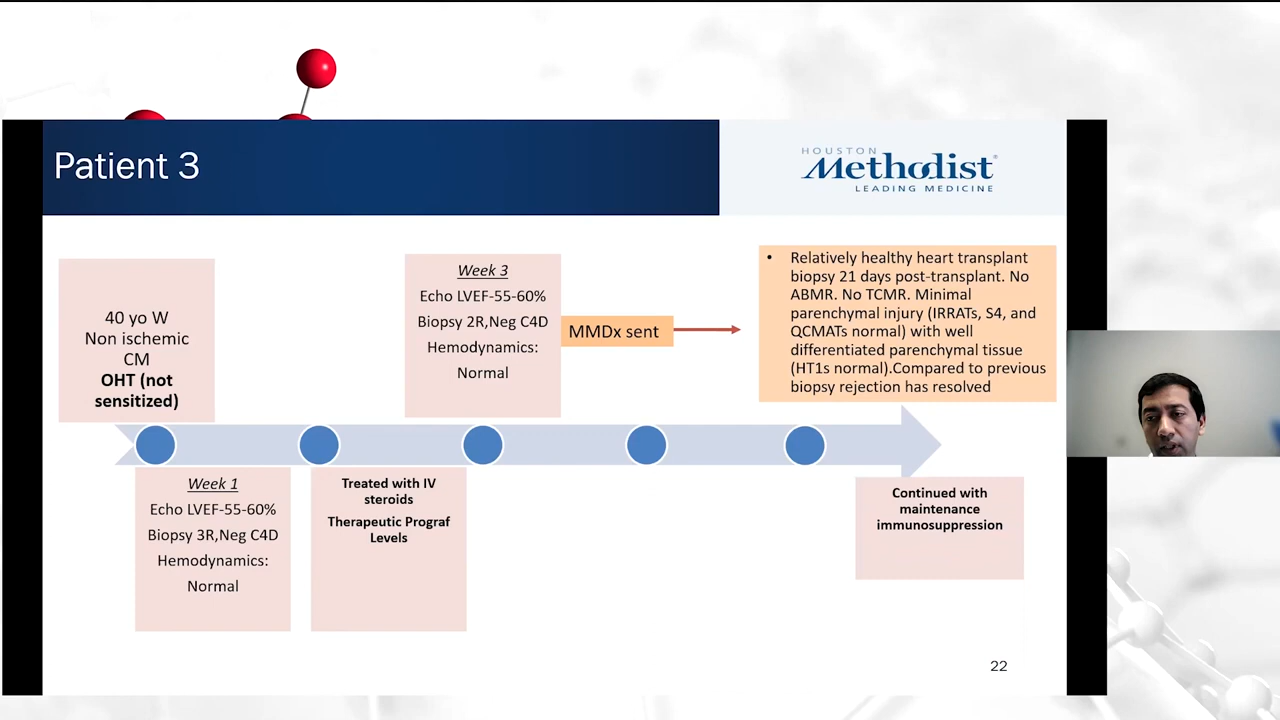 Patient 3
HOUSTON
Methodist
LEADING MEDICINE
40 yo W
Non ischemic
CM
OHT (not
sensitized)
Week 1
Echo LVEF-55-60%
Biopsy 3R,Neg C4D
Hemodynamics:
Normal
Treated with IV
steroids
Therapeutic Prograf
Levels
Week 3
Echo LVEF-55-60%
Biopsy 2R,Neg C4D
Hemodynamics:
Normal
MMDx sent
• Relatively healthy heart transplant
biopsy 21 days post-transplant. No
ABMR. No TCMR. Minimal
parenchymal injury (IRRATs, S4, and
QCMATs normal) with well
differentiated parenchymal tissue
(HT1s normal).Compared to previous
biopsy rejection has resolved
Continued with
maintenance
immunosuppression
22